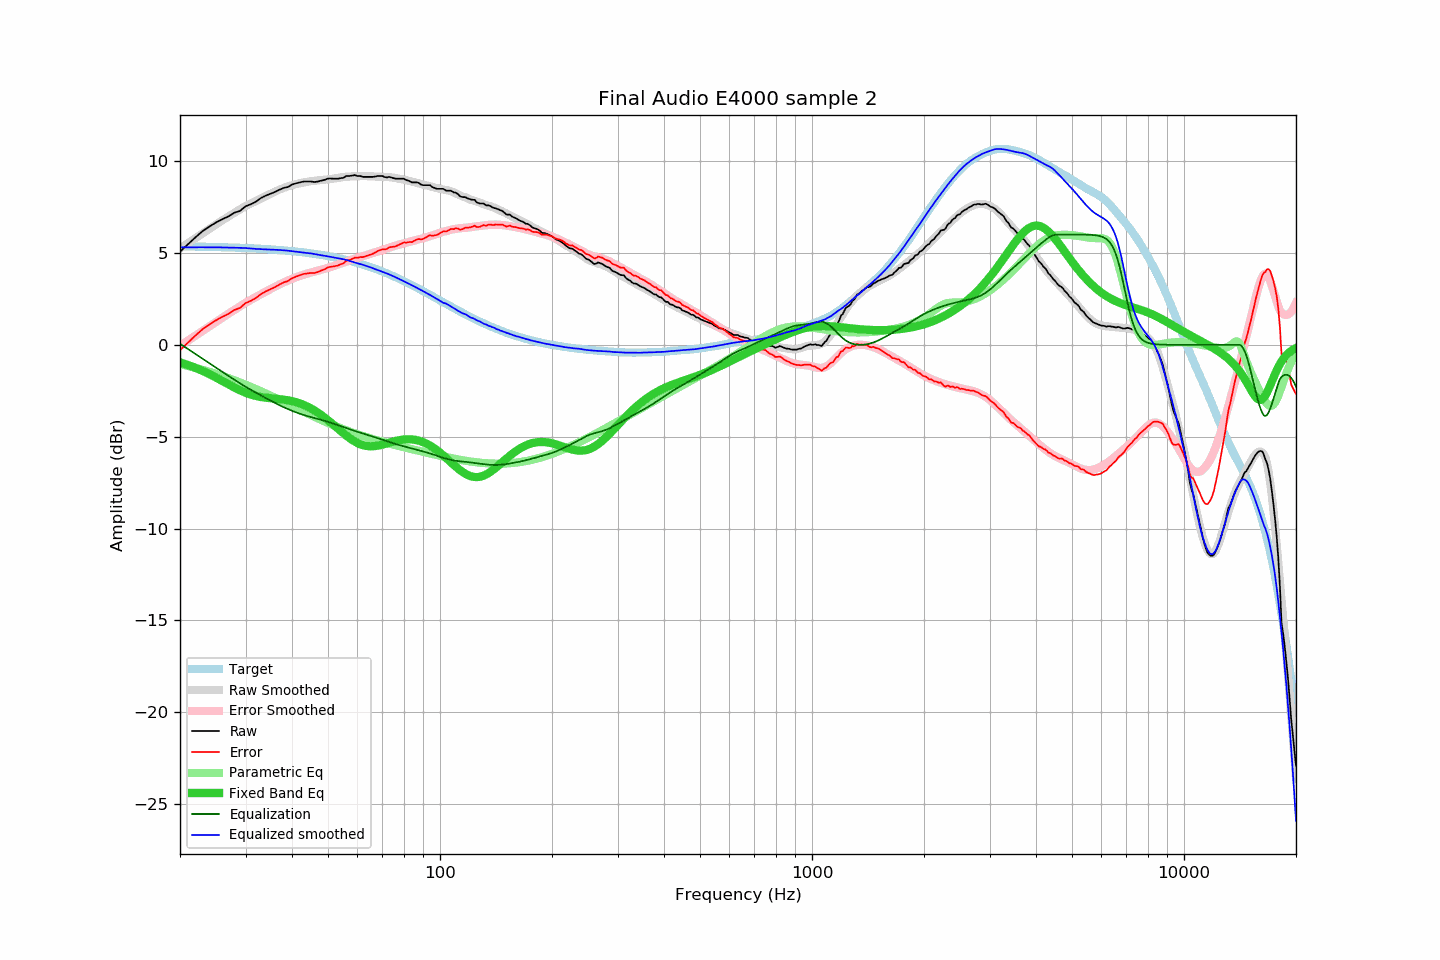 Final Audio E4000 sample 2
10
5
0
−5
−10
−15
−20
−25
Amplitude (dBr)
Target
Raw Smoothed
Error Smoothed
Raw
Error
Parametric Eq
Fixed Band Eq
Equalization
Equalized smoothed
100
1000
10000
Frequency (Hz)